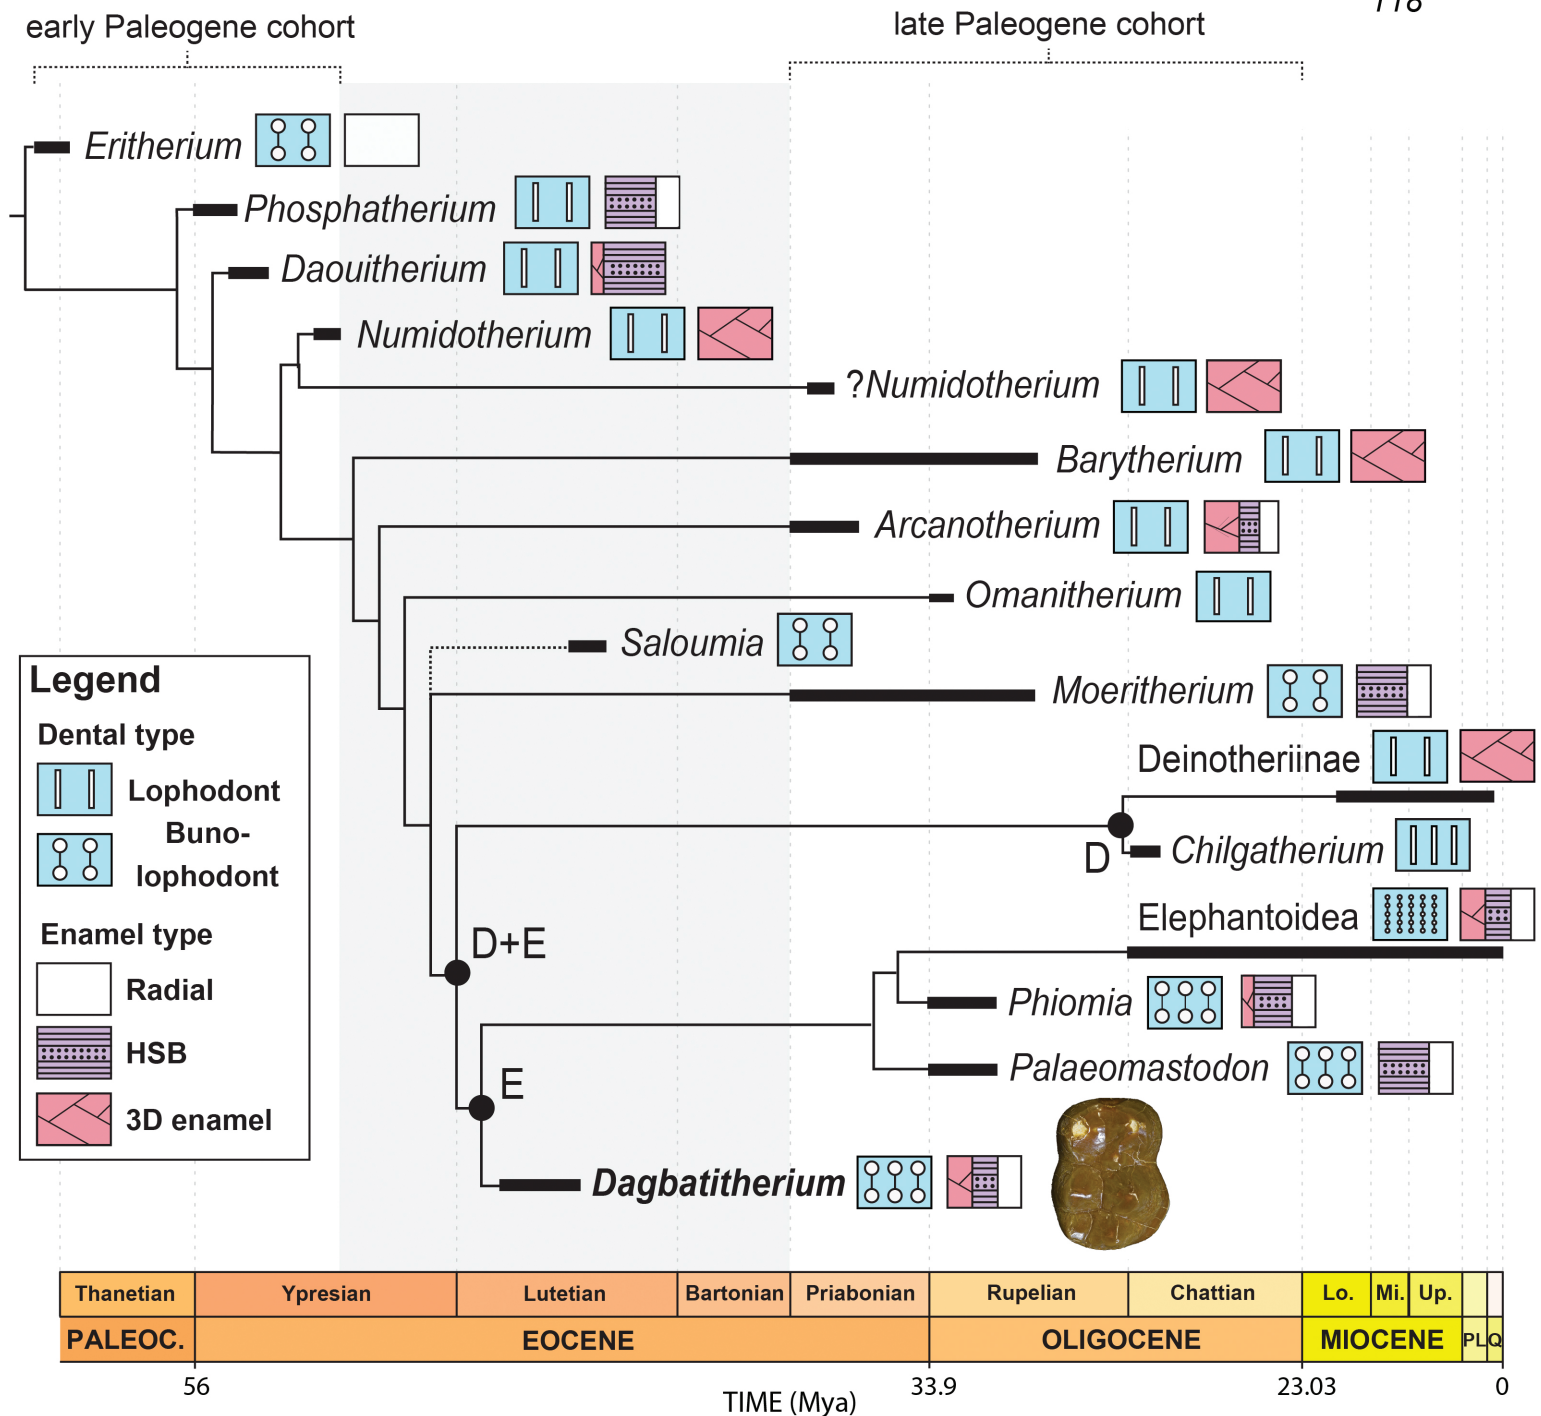 early Paleogene cohort
late Paleogene cohort
Eritherium
Phosphatherium
Daouitherium
Numidotherium
?Numidotherium
Barytherium
Arcanotherium
Omanitherium
Saloumia
Moeritherium
Deinotheriinae
D
Chilgatherium
Elephantoidea
D+E
Phiomia
Palaeomastodon
E
Dagbatitherium
Legend
Dental type
Lophodont
Buno-
lophodont
Enamel type
Radial
HSB
3D enamel
Thanetian Ypresian Lutetian Bartonian Priabonian Rupelian Chattian Lo. Mi. Up.
PALEOC. EOCENE OLIGOCENE MIOCENE PL Q
56 33.9 23.03 0
TIME (Mya)